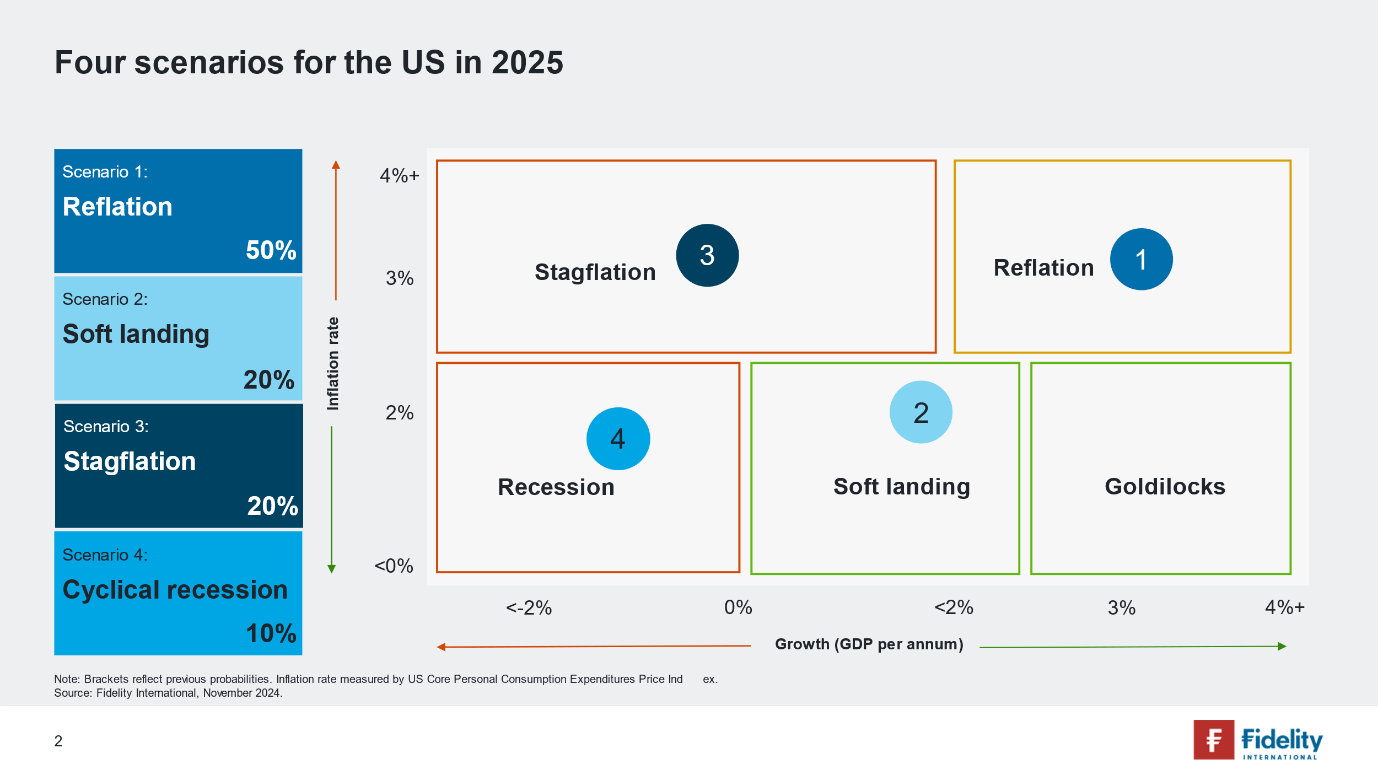 Four scenarios for the US in 2025
Scenario 1:
Reflation
50%
Scenario 2:
Soft landing
20%
Scenario 3:
Stagflation
20%
Scenario 4:
Cyclical recession
10%
Inflation rate
4%+
3%
2%
<0%
Stagflation
3
Reflation
1
4
Recession
2
Soft landing
Goldilocks
<-2%
0%
<2%
3%
4%+
Growth (GDP per annum)
Note: Brackets reflect previous probabilities. Inflation rate measured by US Core Personal Consumption Expenditures Price Ind ex.
Source: Fidelity International, November 2024.
2
Fidelity
INTERNATIONAL